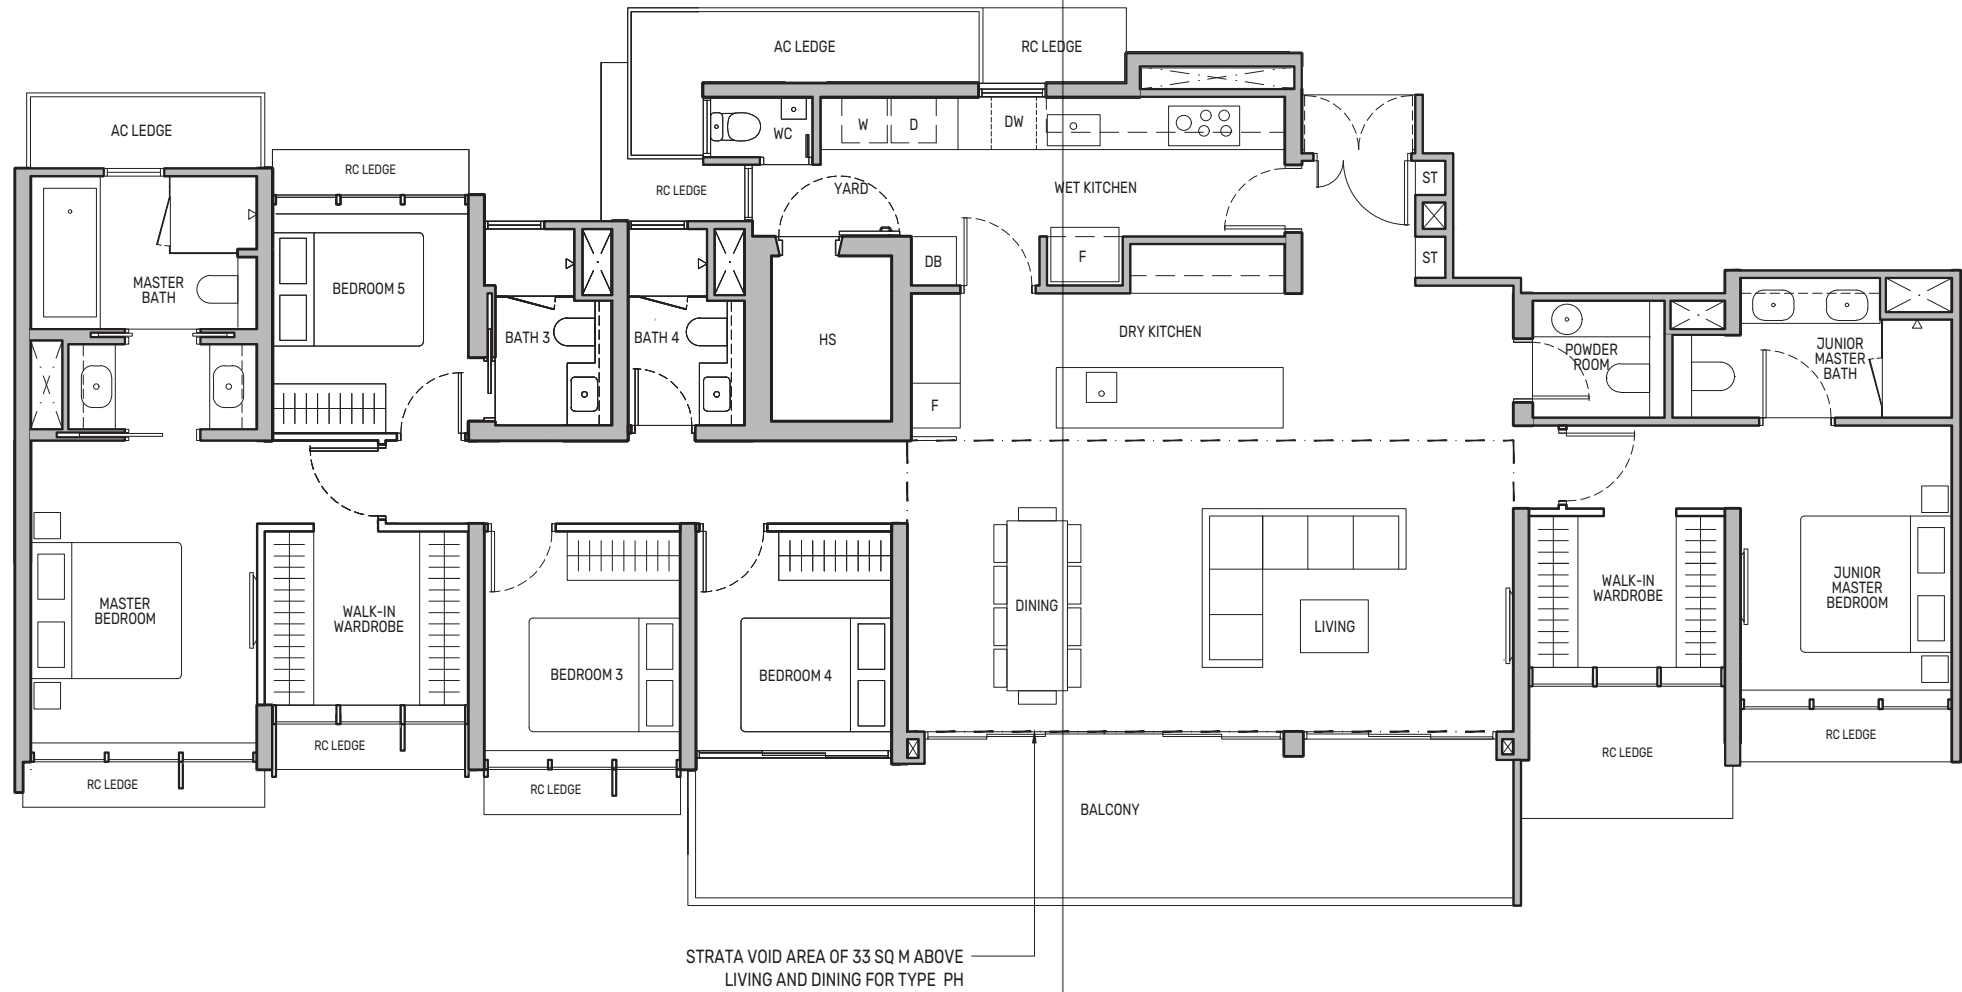 AC LEDGE
RC LEDGE
AC LEDGE
WC
W
D
DW
RC LEDGE
RC LEDGE
YARD
WET KITCHEN
ST
ST
MASTER
BATH
BEDROOM 5
DB
F
BATH 3
BATH 4
HS
DRY KITCHEN
POWDER
ROOM
JUNIOR
MASTER
BATH
F
MASTER
BEDROOM
WALK-IN
WARDROBE
BEDROOM 3
BEDROOM 4
DINING
LIVING
WALK-IN
WARDROBE
JUNIOR
MASTER
BEDROOM
RC LEDGE
RC LEDGE
RC LEDGE
RC LEDGE
RC LEDGE
BALCONY
STRATA VOID AREA OF 33 SQ M ABOVE
LIVING AND DINING FOR TYPE PH